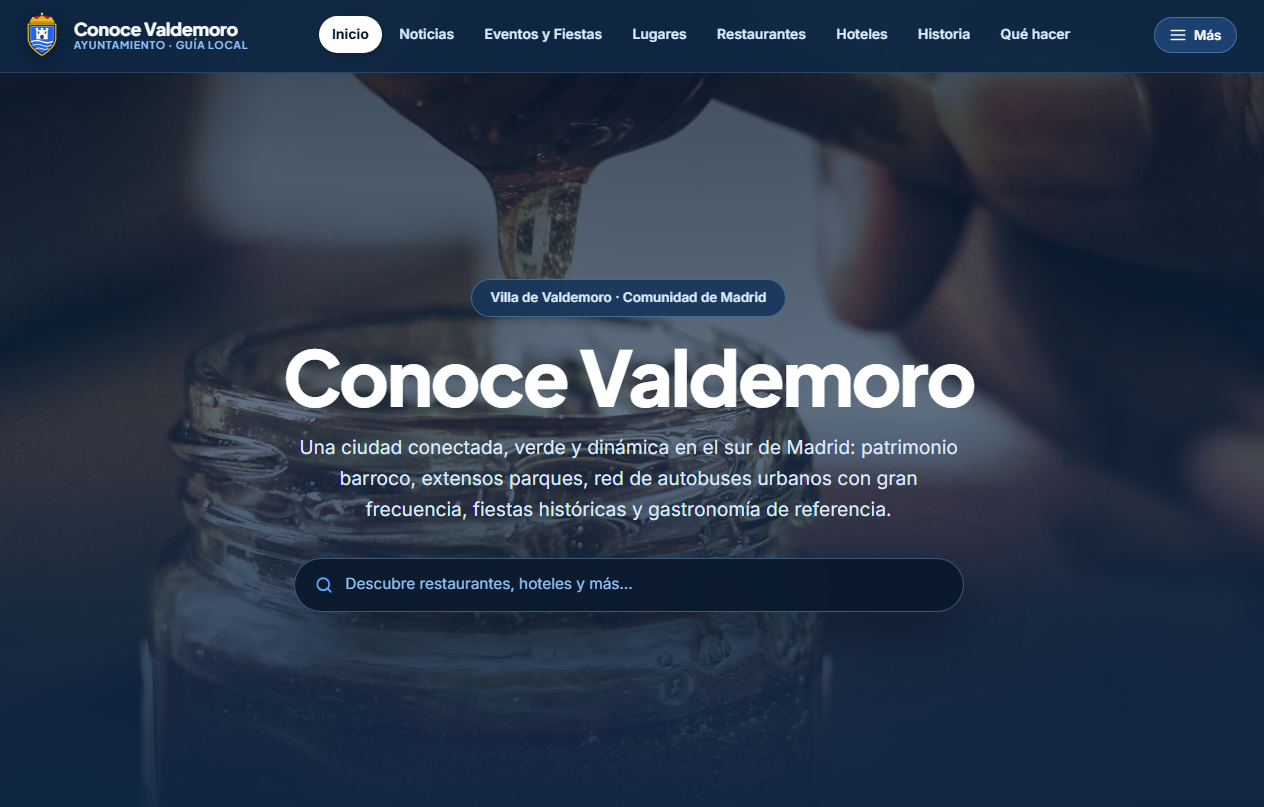 Conoce Valdemoro
AYUNTAMIENTO · GUÍA LOCAL
Inicio
Noticias
Eventos y Fiestas
Lugares
Restaurantes
Hoteles
Historia
Qué hacer
Más
Villa de Valdemoro · Comunidad de Madrid
Conoce Valdemoro
Una ciudad conectada, verde y dinámica en el sur de Madrid: patrimonio
barroco, extensos parques, red de autobuses urbanos con gran
frecuencia, fiestas históricas y gastronomía de referencia.
Descubre restaurantes, hoteles y más...